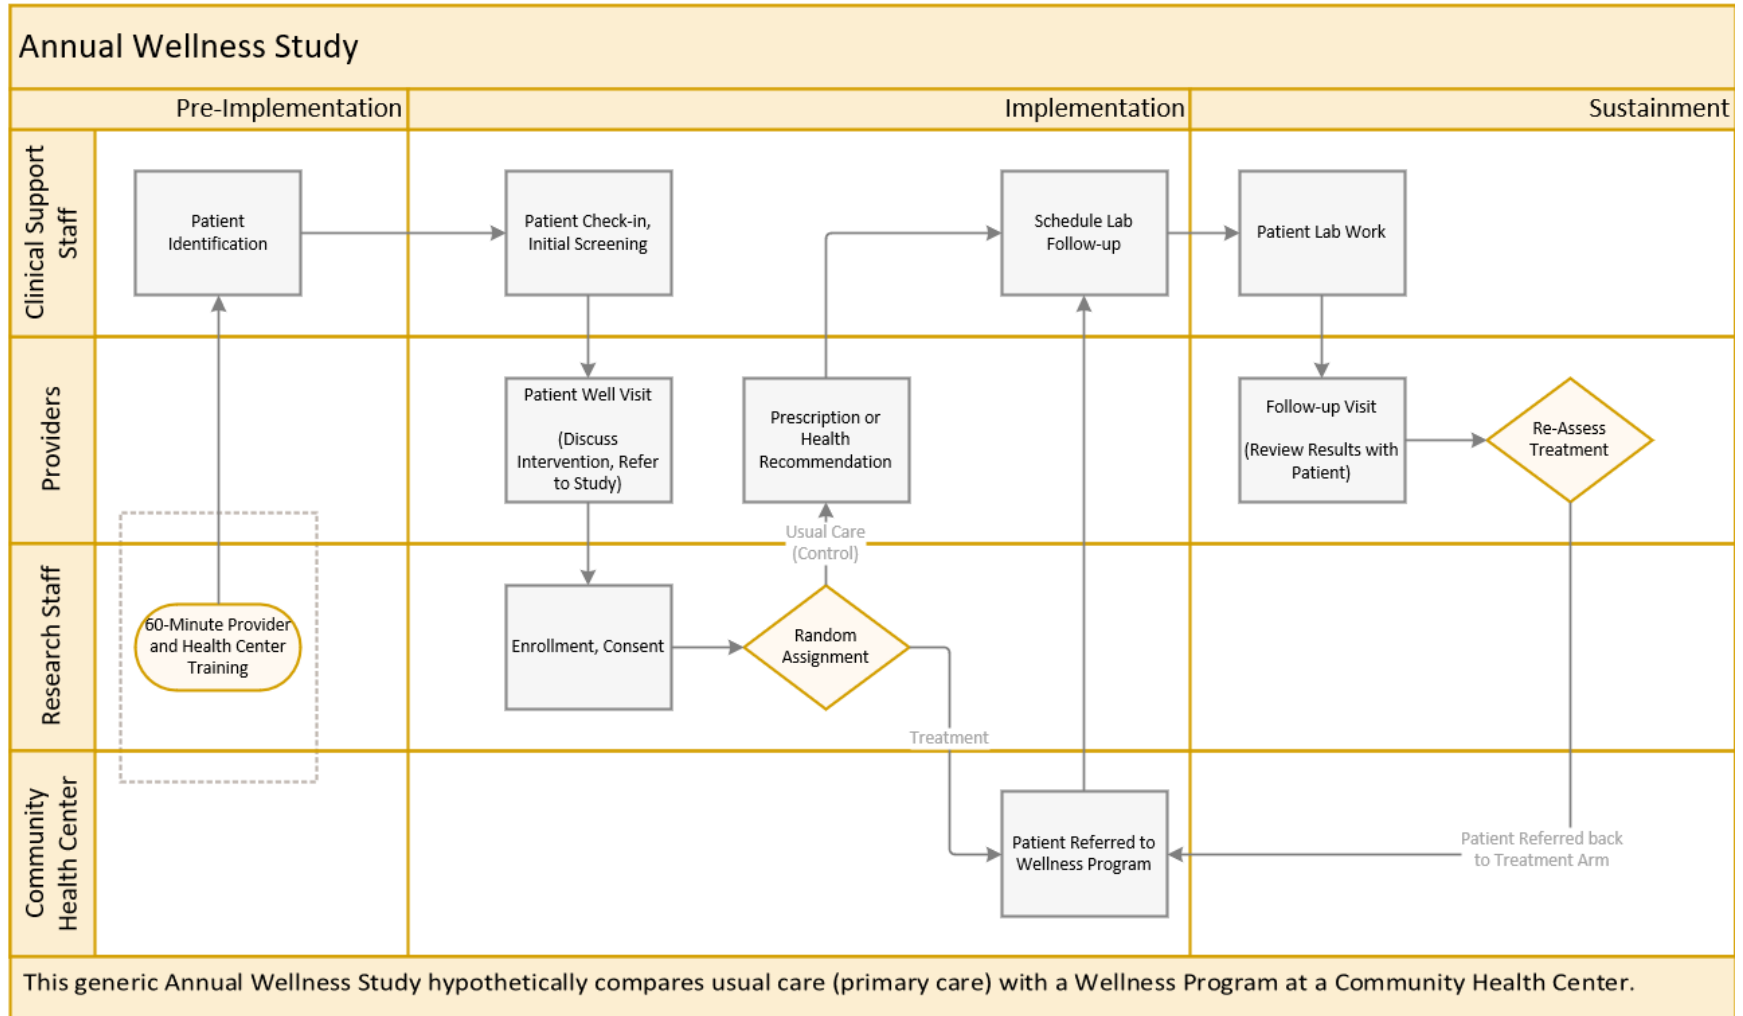 Annual Wellness Study
Pre-Implementation
Implementation
Sustainment
Clinical Support
Staff
Patient
Identification
Patient Check-in,
Initial Screening
Schedule Lab
Follow-up
Patient Lab Work
Providers
Patient Well Visit
(Discuss
Intervention, Refer
to Study)
Prescription or
Health
Recommendation
Follow-up Visit
(Review Results with
Patient)
Re-Assess
Treatment
Usual Care
(Control)
Research Staff
60-Minute Provider
and Health Center
Training
Enrollment, Consent
Random
Assignment
Treatment
Community
Health Center
Patient Referred to
Wellness Program
Patient Referred back
to Treatment Arm
This generic Annual Wellness Study hypothetically compares usual care (primary care) with a Wellness Program at a Community Health Center.